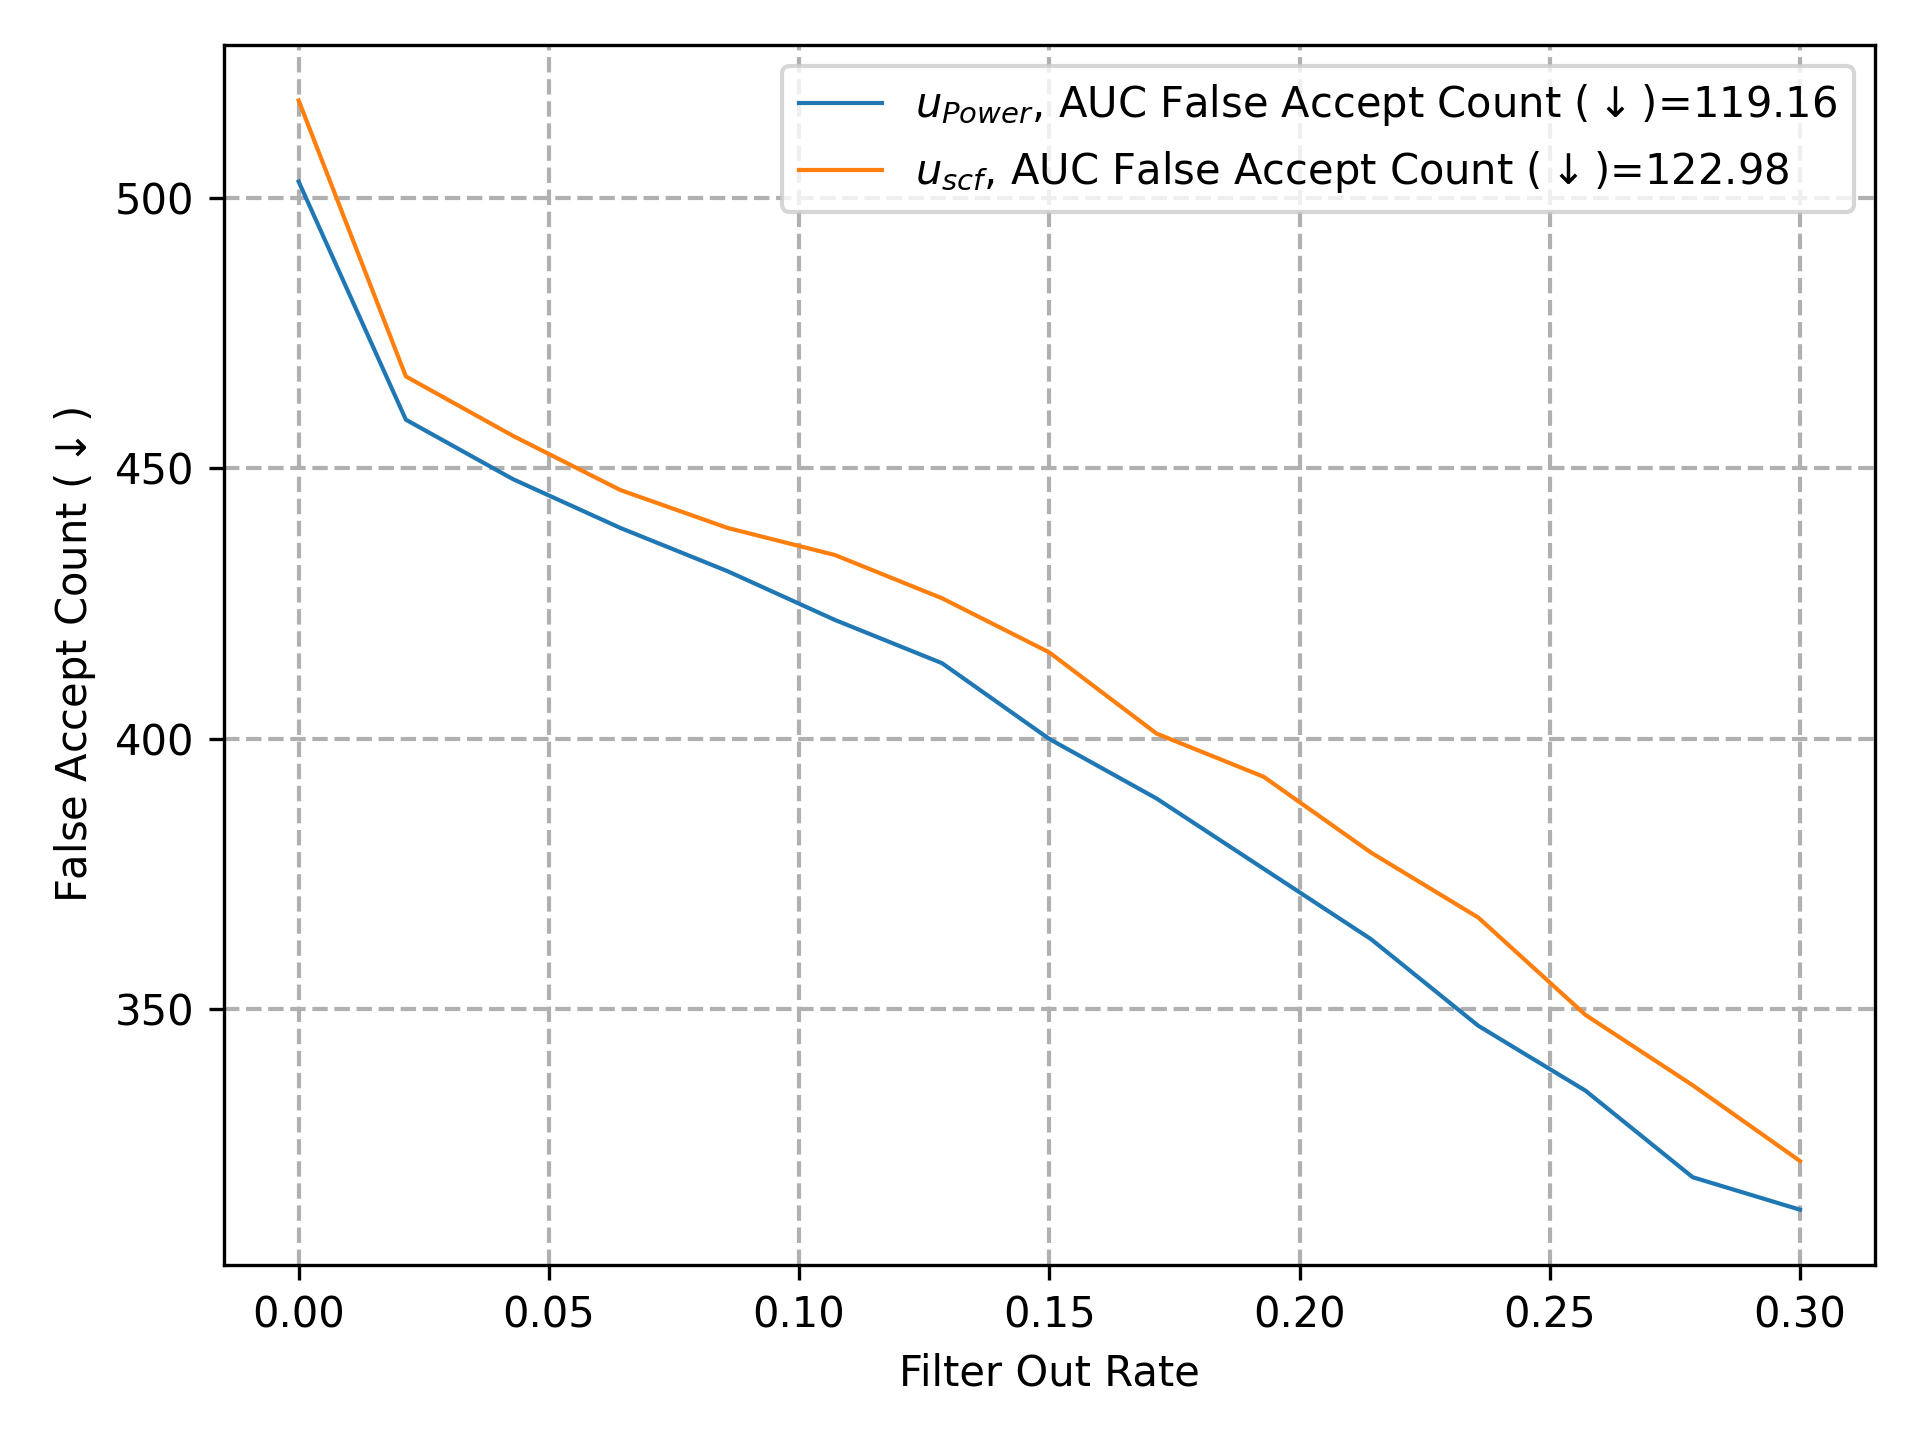 u_Power, AUC False Accept Count (↓)=119.16
u_scf, AUC False Accept Count (↓)=122.98
False Accept Count (↓)
500
450
400
350
0.00 0.05 0.10 0.15 0.20 0.25 0.30
Filter Out Rate